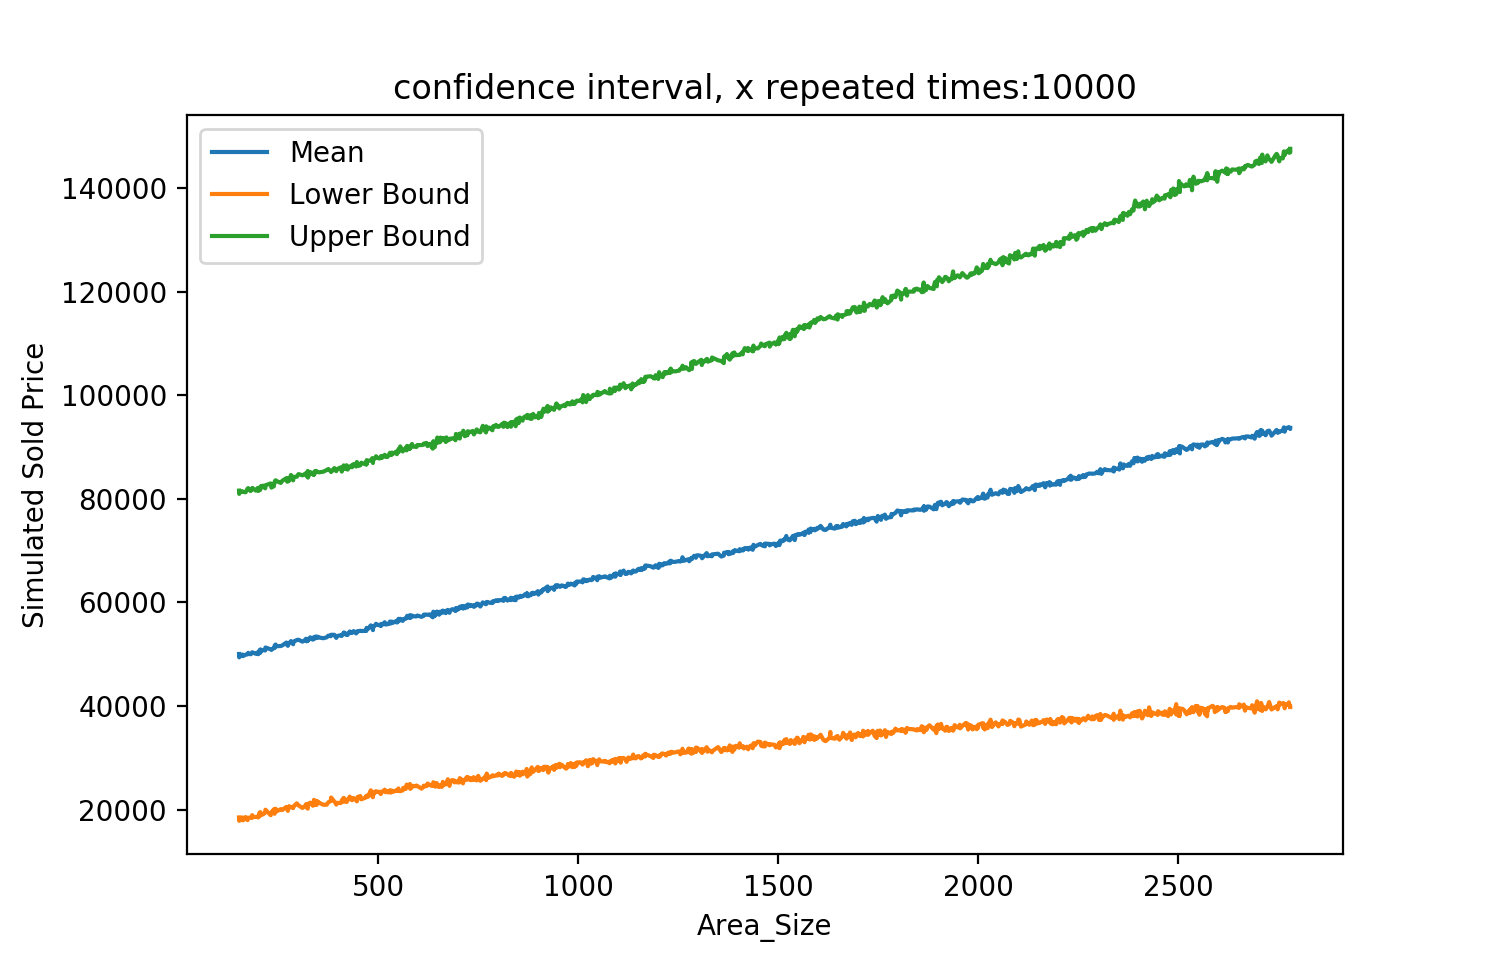 confidence interval, x repeated times:10000
Mean
Lower Bound
Upper Bound
140000
120000
100000
80000
60000
40000
20000
Simulated Sold Price
500 1000 1500 2000 2500
Area_Size